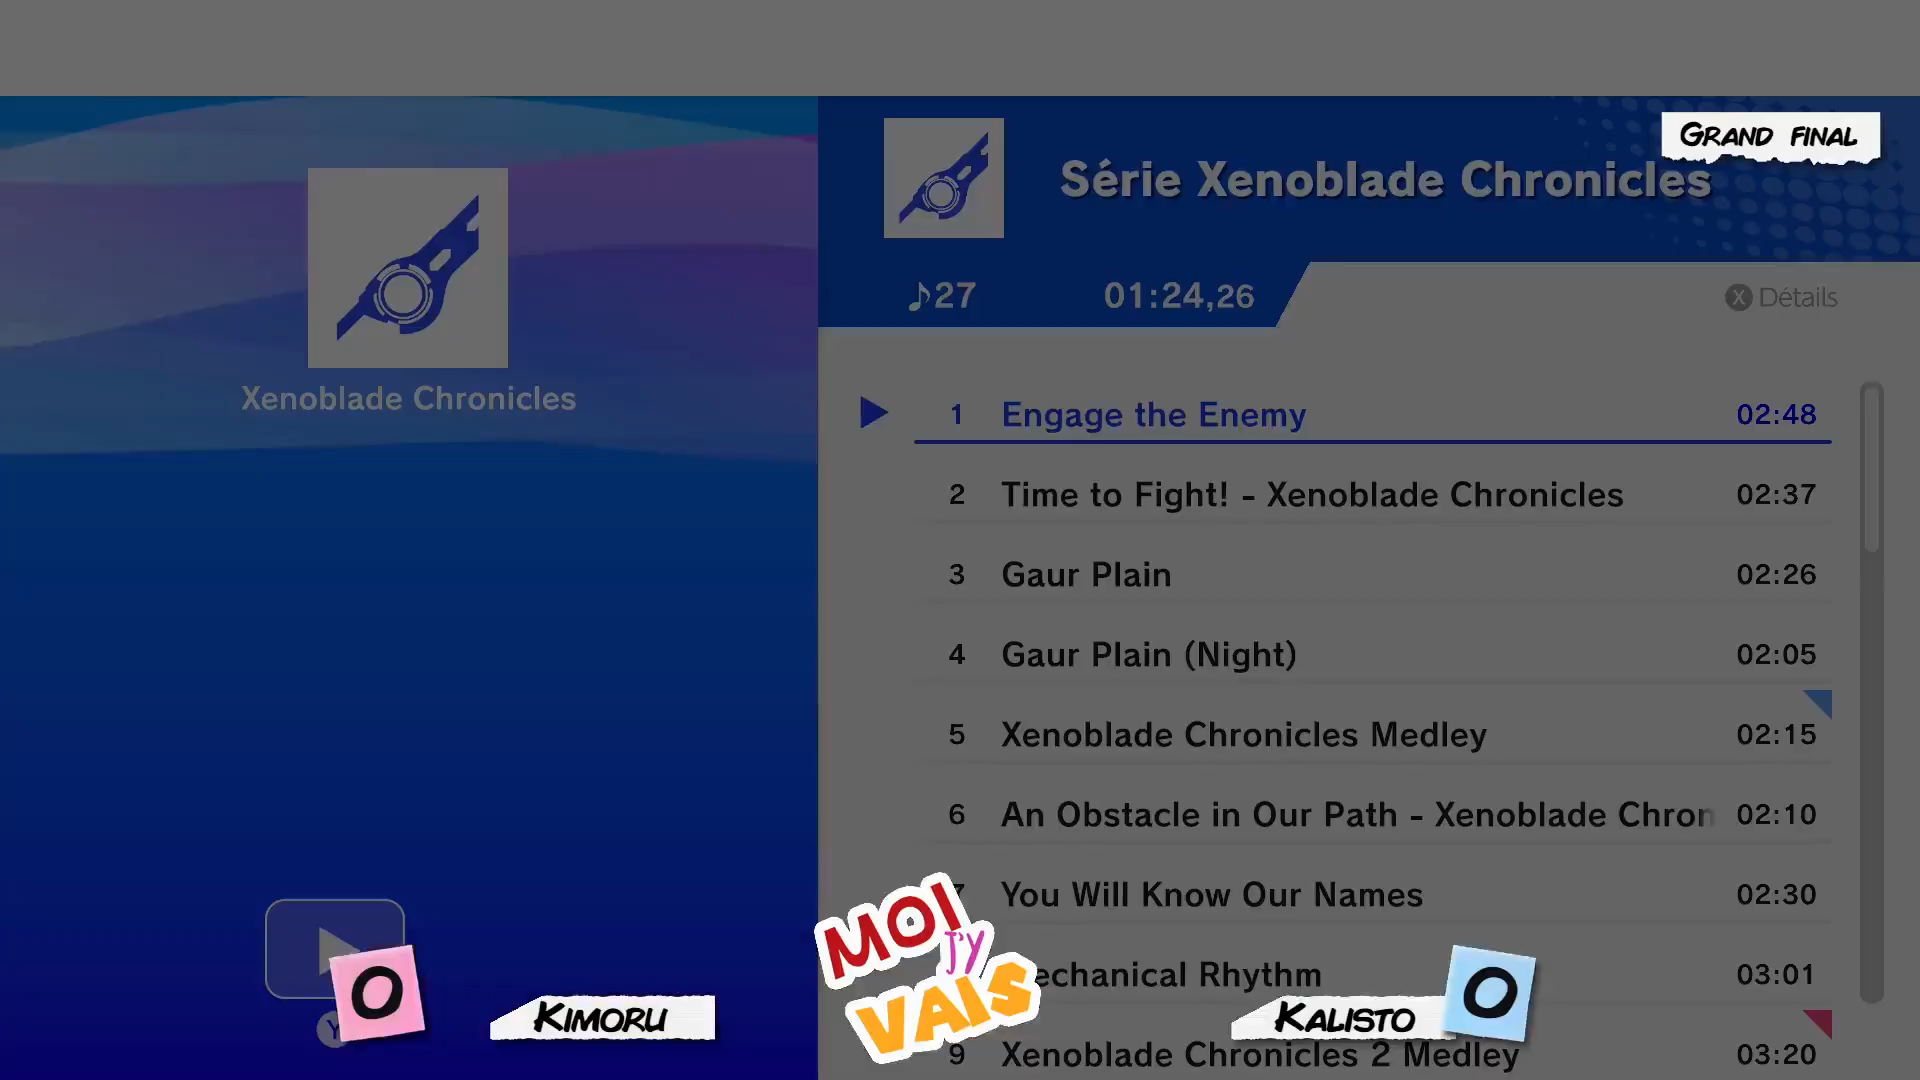 GRAND FINAL
Série Xenoblade Chronicles
27
01:24,26
X Détails
Xenoblade Chronicles
1 Engage the Enemy 02:48
2 Time to Fight! - Xenoblade Chronicles 02:37
3 Gaur Plain 02:26
4 Gaur Plain (Night) 02:05
5 Xenoblade Chronicles Medley 02:15
6 An Obstacle in Our Path - Xenoblade Chron 02:10
7 You Will Know Our Names 02:30
echanical Rhythm 03:01
9 Xenoblade Chronicles 2 Medley 03:20
MOI
J'Y
VAIS
O
KIMORU
KALISTO
O
Y